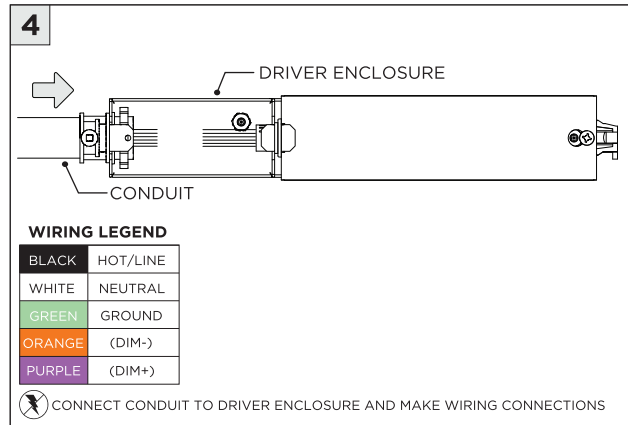 4
DRIVER ENCLOSURE
CONDUIT
WIRING LEGEND
BLACK HOT/LINE
WHITE NEUTRAL
GREEN GROUND
ORANGE (DIM-)
PURPLE (DIM+)
CONNECT CONDUIT TO DRIVER ENCLOSURE AND MAKE WIRING CONNECTIONS